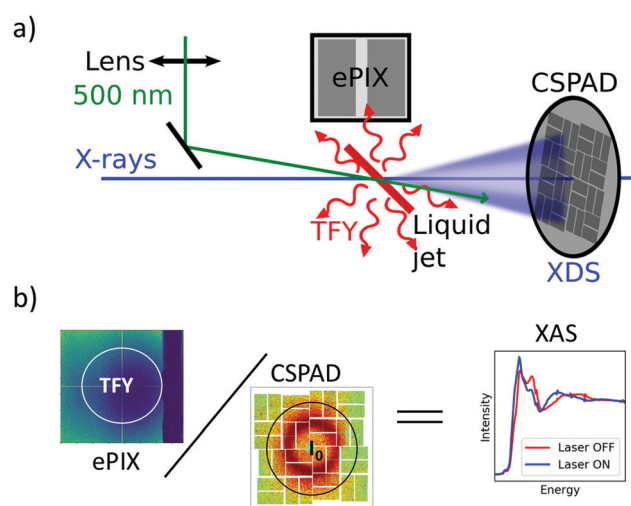 a)
Lens
500 nm
X-rays
ePIX
CSPAD
TFY
Liquid
jet
XDS
b)
TFY
ePIX
CSPAD
I0
XAS
Intensity
Laser OFF
Laser ON
Energy